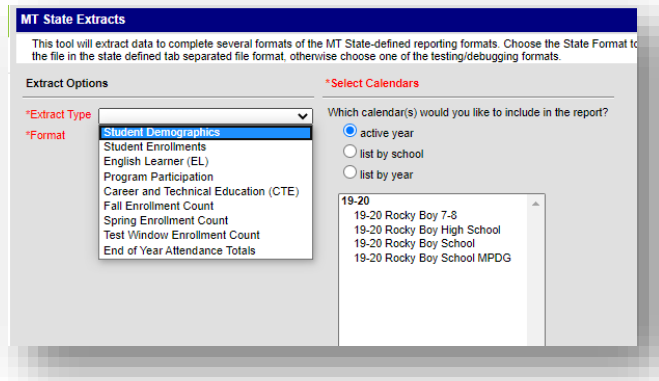 MT State Extracts
This tool will extract data to complete several formats of the MT State-defined reporting formats. Choose the State Format to
the file in the state defined tab separated file format, otherwise choose one of the testing/debugging formats.
Extract Options
*Extract Type
*Format
Student Demographics
Student Enrollments
English Learner (EL)
Program Participation
Career and Technical Education (CTE)
Fall Enrollment Count
Spring Enrollment Count
Test Window Enrollment Count
End of Year Attendance Totals
*Select Calendars
Which calendar(s) would you like to include in the report?
active year
list by school
list by year
19-20
19-20 Rocky Boy 7-8
19-20 Rocky Boy High School
19-20 Rocky Boy School
19-20 Rocky Boy School MPDG